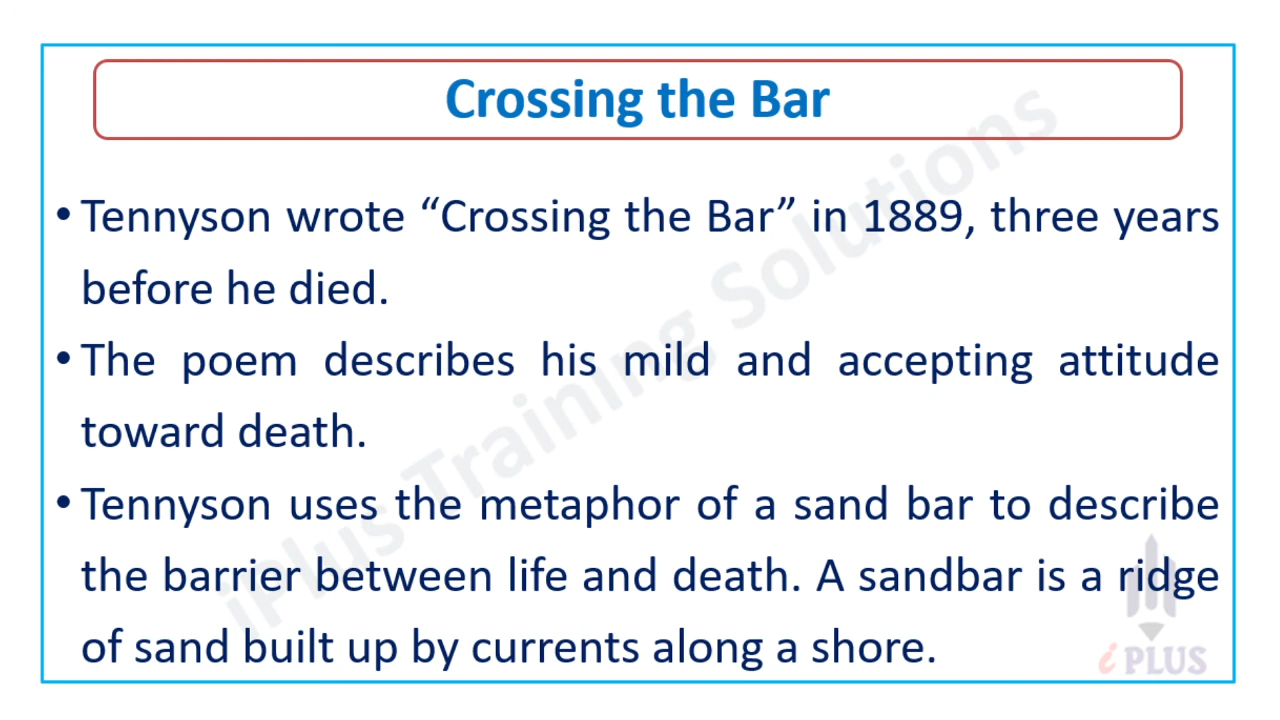 Crossing the Bar
• Tennyson wrote “Crossing the Bar” in 1889, three years
before he died.
• The poem describes his mild and accepting attitude
toward death.
• Tennyson uses the metaphor of a sand bar to describe
the barrier between life and death. A sandbar is a ridge
of sand built up by currents along a shore.
iPlus Training Solutions
i PLUS